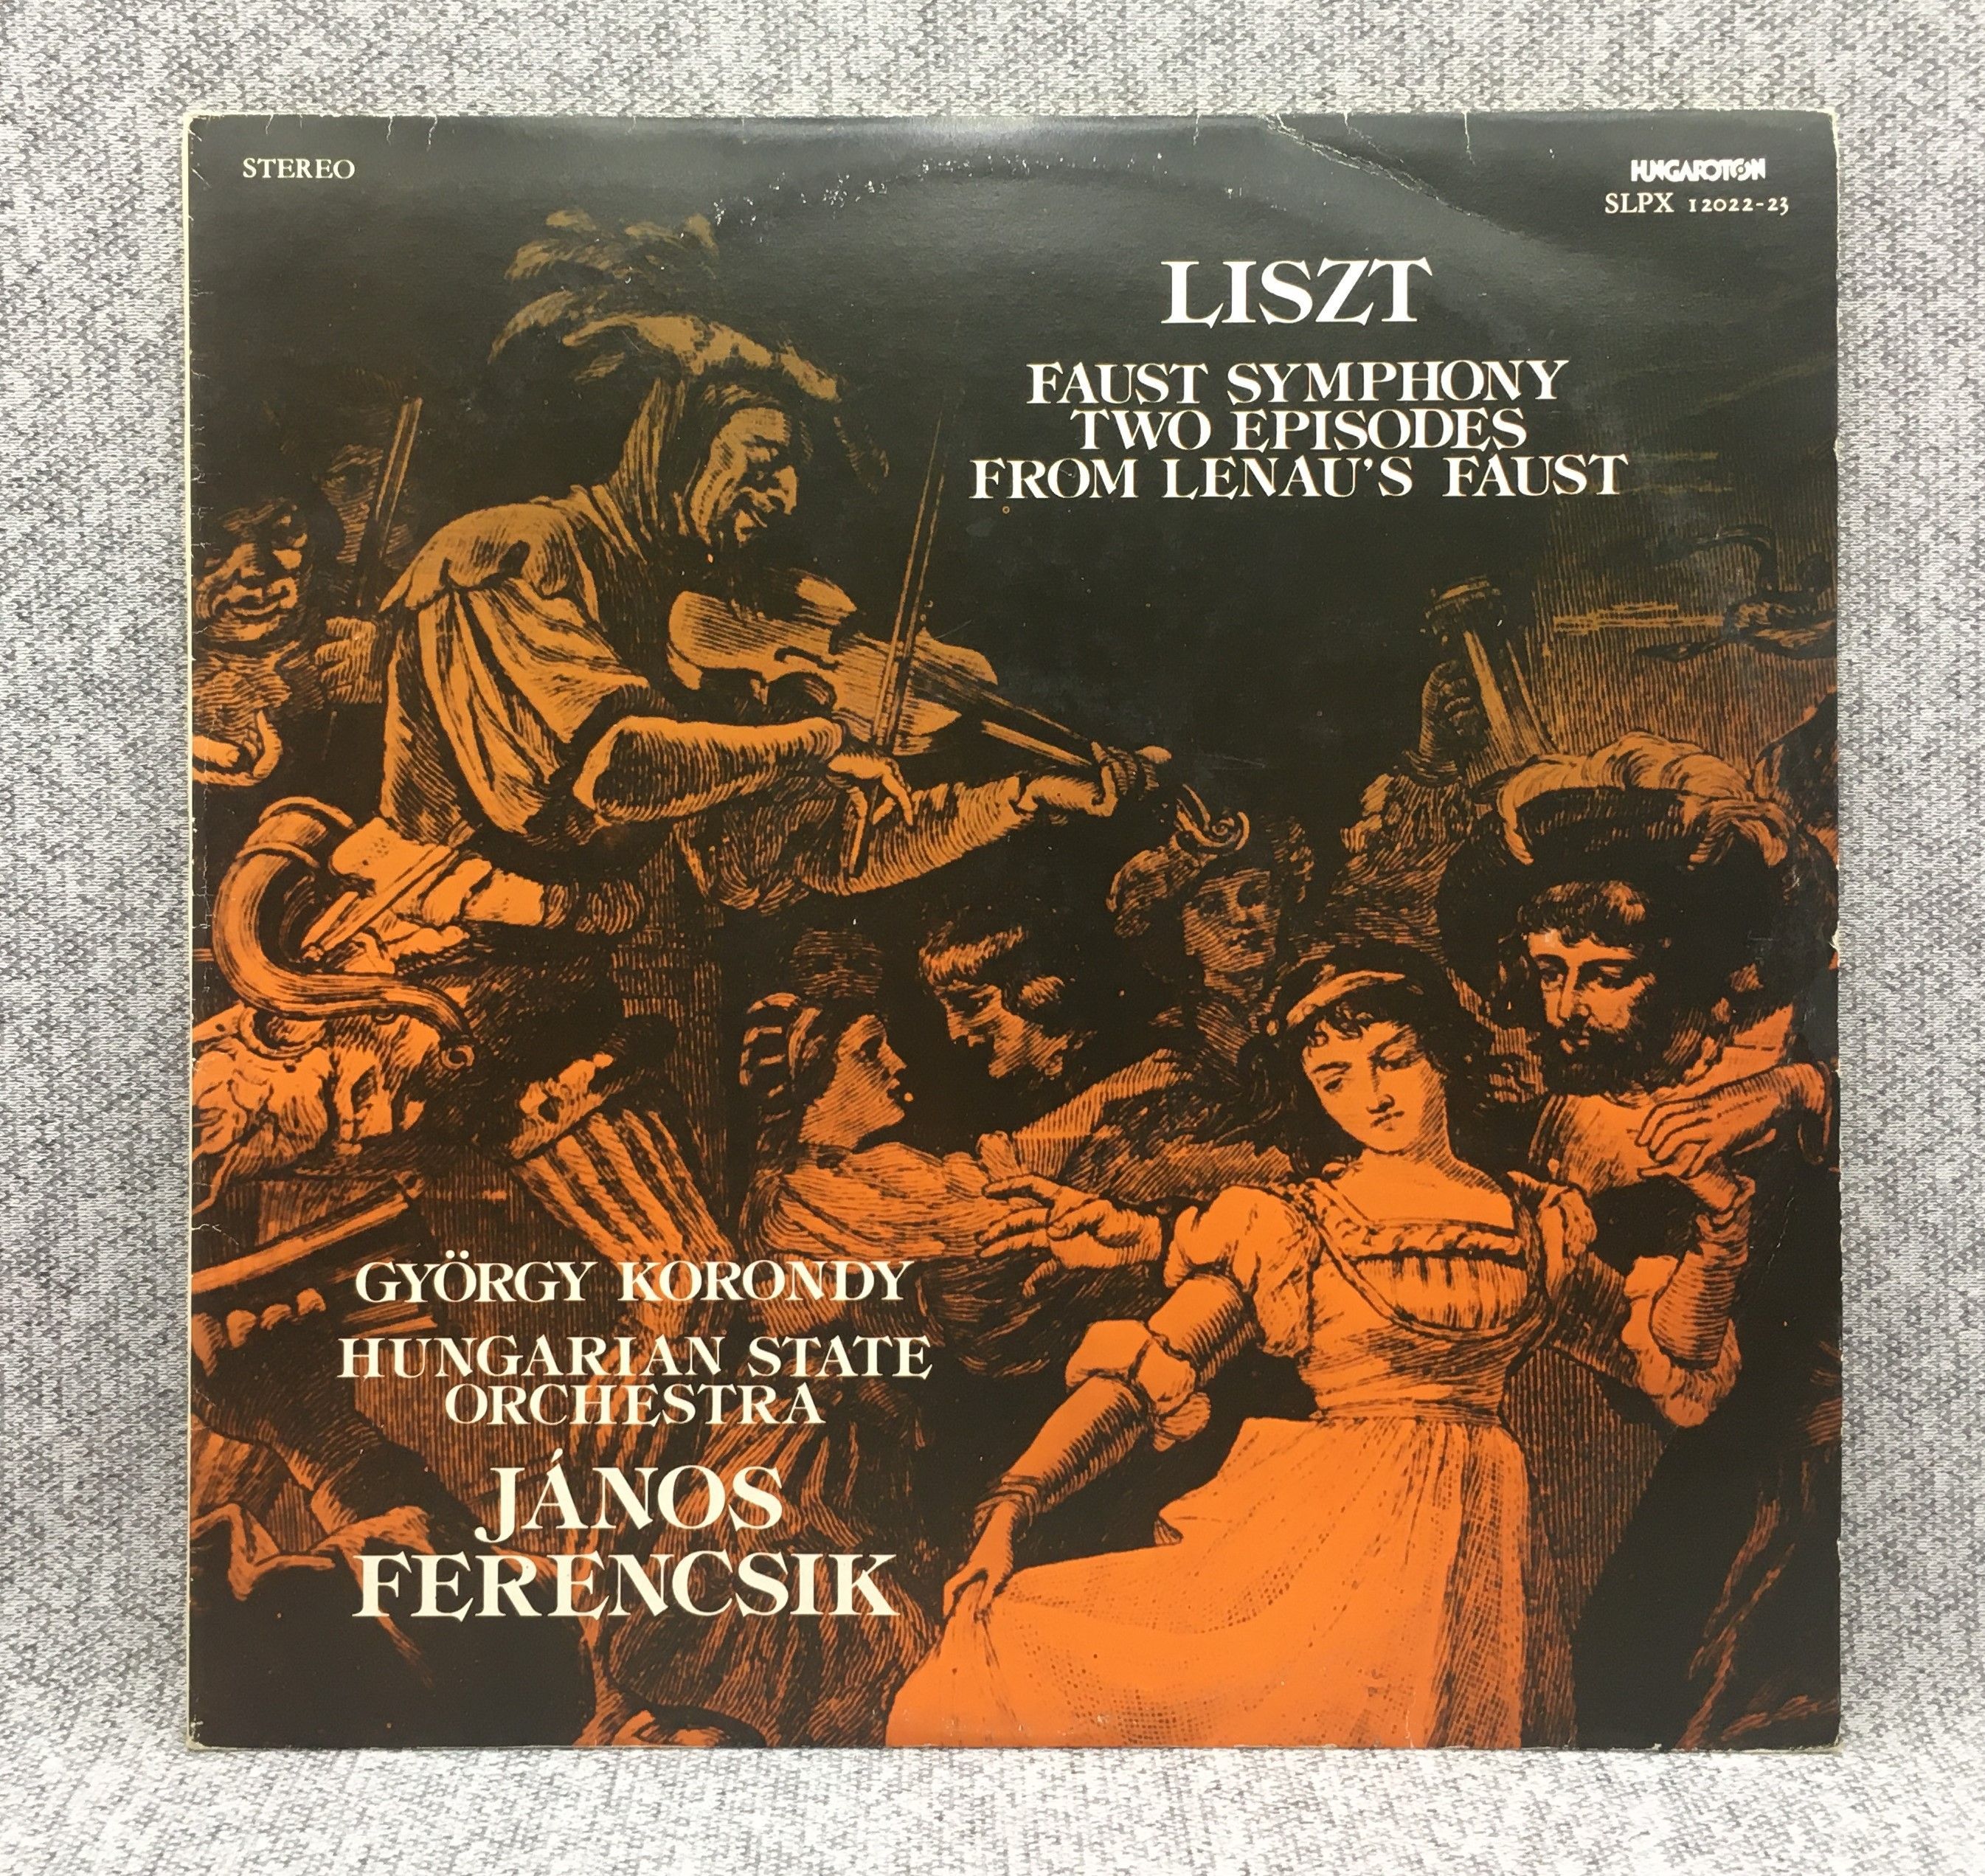 STEREO
HUNGAROTON
SLPX 12022-23
LISZT
FAUST SYMPHONY
TWO EPISODES
FROM LENAU'S FAUST
GYÖRGY KORONDY
HUNGARIAN STATE
ORCHESTRA
JÁNOS
FERENCSIK